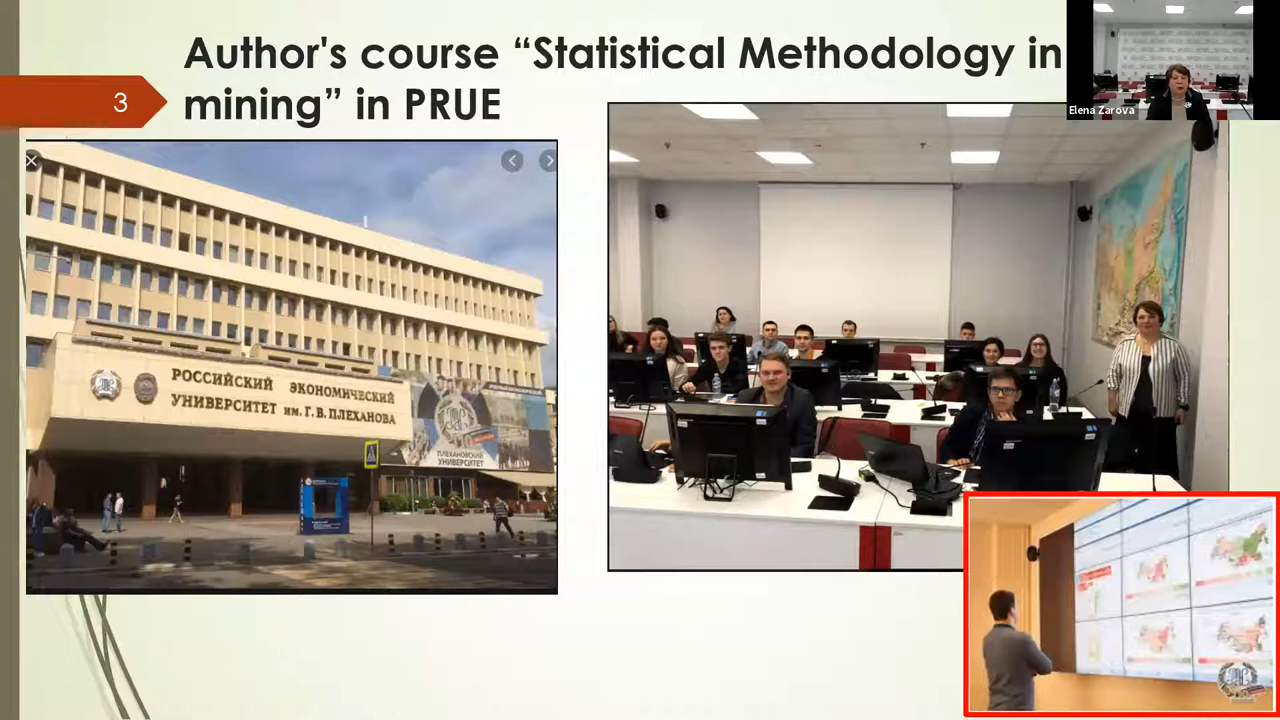 Author's course “Statistical Methodology in
mining” in PRUE
3
Elena Zarova
РОССИЙСКИЙ ЭКОНОМИЧЕСКИЙ
УНИВЕРСИТЕТ им. Г. В. ПЛЕХАНОВА
ПЛЕХАНОВСКИЙ
УНИВЕРСИТЕТ